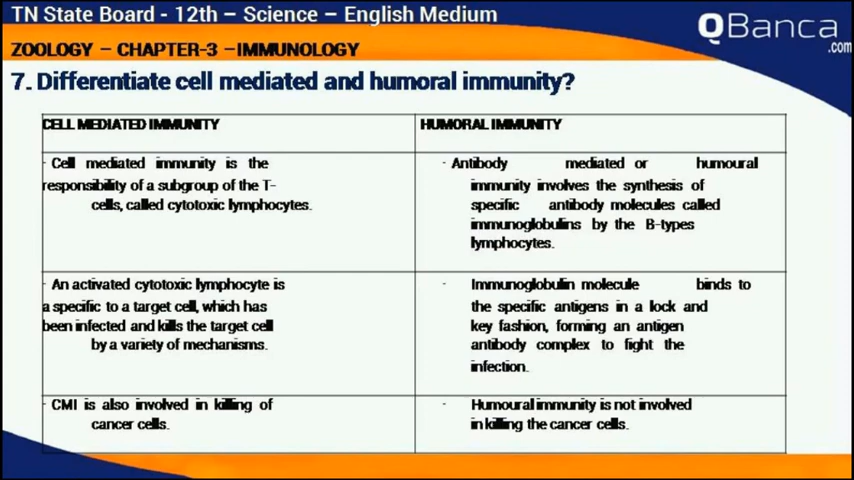 TN State Board - 12th – Science – English Medium
QBanca
.com
ZOOLOGY – CHAPTER-3 –IMMUNOLOGY
7. Differentiate cell mediated and humoral immunity?
CELL MEDIATED IMMUNITY
HUMORAL IMMUNITY
- Cell mediated immunity is the
responsibility of a subgroup of the T-
cells, called cytotoxic lymphocytes.
- Antibody mediated or humoural
immunity involves the synthesis of
specific antibody molecules called
immunoglobulins by the B-types
lymphocytes.
- An activated cytotoxic lymphocyte is
a specific to a target cell, which has
been infected and kills the target cell
by a variety of mechanisms.
- Immunoglobulin molecule binds to
the specific antigens in a lock and
key fashion, forming an antigen
antibody complex to fight the
infection.
- CMI is also involved in killing of
cancer cells.
- Humoural immunity is not involved
in killing the cancer cells.